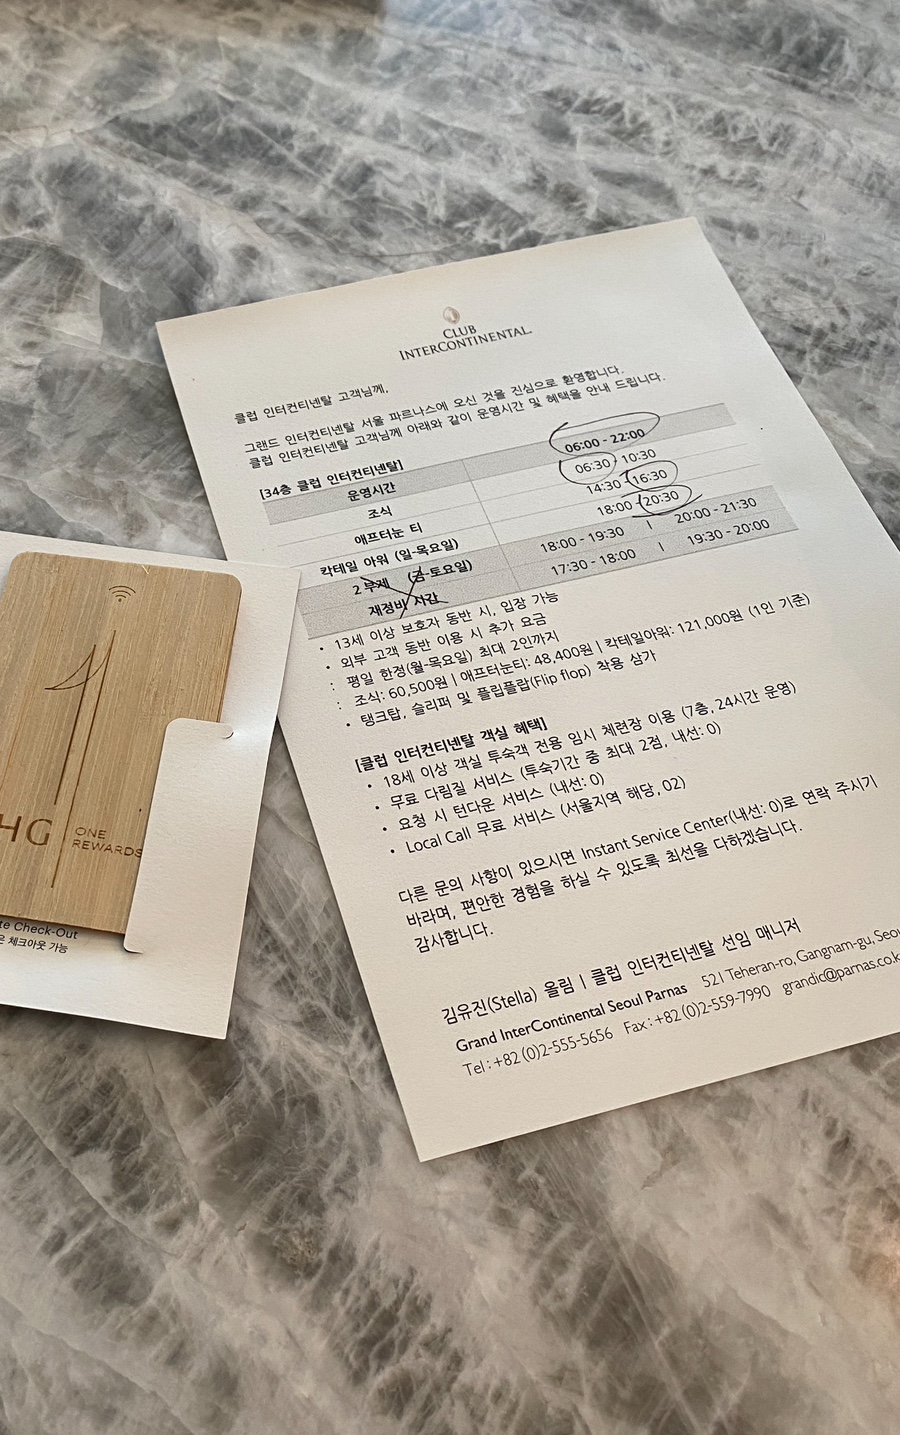 CLUB
INTERCONTINENTAL
클럽 인터컨티넨탈 고객님께,
그랜드 인터컨티넨탈 서울 파르나스에 오신 것을 진심으로 환영합니다.
클럽 인터컨티넨탈 고객님께 아래와 같이 운영시간 및 혜택을 안내 드립니다.
[34층 클럽 인터컨티넨탈]
운영시간 06:00 - 22:00
조식 06:30 - 10:30
애프터눈 티 14:30 - 16:30
칵테일 아워 (일-목요일) 18:00 - 20:30
2부제 (금-토요일) 18:00 - 19:30 | 20:00 - 21:30
재정비 시간 17:30 - 18:00 | 19:30 - 20:00
• 13세 이상 보호자 동반 시, 입장 가능
• 외부 고객 동반 이용 시 추가 요금
: 평일 한정(월-목요일) 최대 2인까지
: 조식: 60,500원 | 애프터눈티: 48,400원 | 칵테일아워: 121,000원 (1인 기준)
• 탱크탑, 슬리퍼 및 플립플랍(Flip flop) 착용 삼가
[클럽 인터컨티넨탈 객실 혜택]
• 18세 이상 객실 투숙객 전용 임시 체련장 이용 (7층, 24시간 운영)
• 무료 다림질 서비스 (투숙기간 중 최대 2점, 내선: 0)
• 요청 시 턴다운 서비스 (내선: 0)
• Local Call 무료 서비스 (서울지역 해당, 02)
다른 문의 사항이 있으시면 Instant Service Center(내선: 0)로 연락 주시기
바라며, 편안한 경험을 하실 수 있도록 최선을 다하겠습니다.
감사합니다.
김유진(Stella) 올림 | 클럽 인터컨티넨탈 선임 매니저
Grand InterContinental Seoul Parnas 521 Teheran-ro, Gangnam-gu, Seou
Tel : +82 (0)2-555-5656 Fax : +82 (0)2-559-7990 grandic@parnas.co.k
HG
ONE
REWARDS
te Check-Out
은 체크아웃 가능